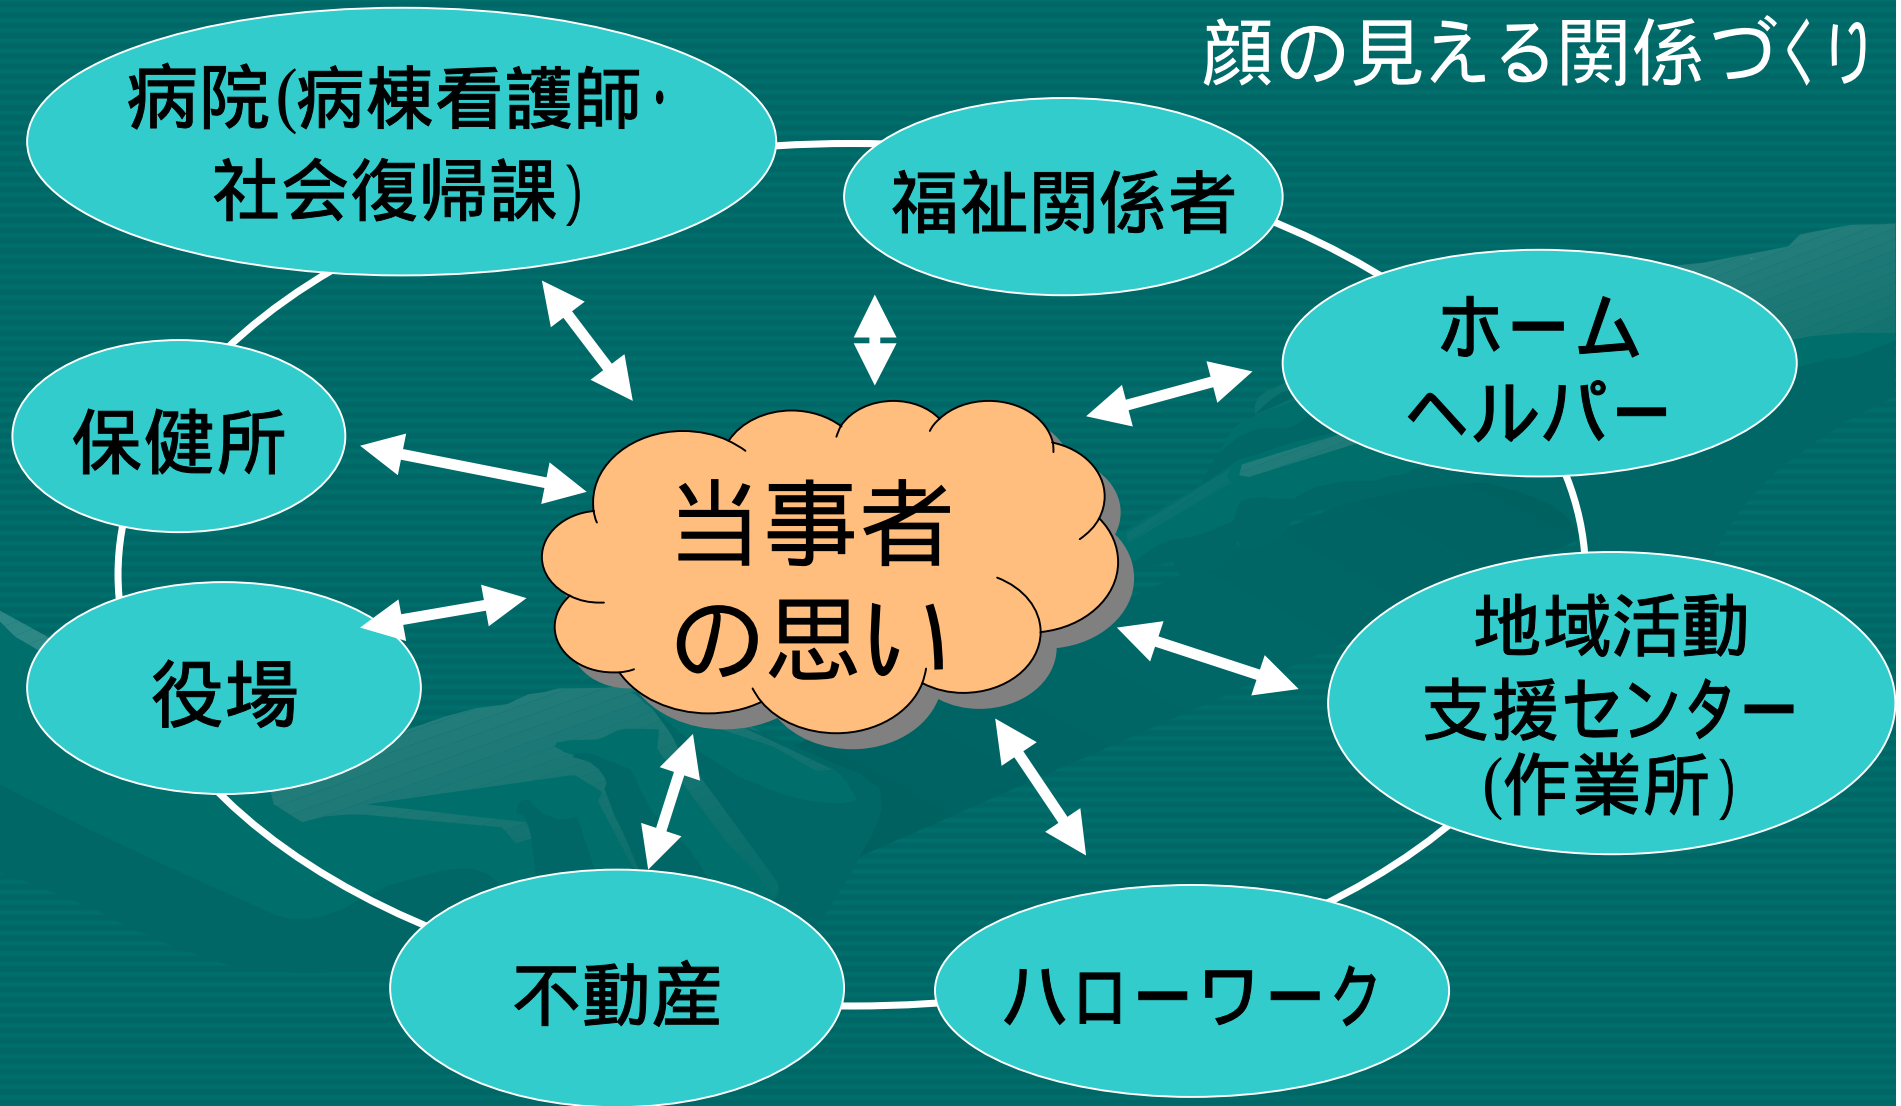 顔の見える関係づくり
病院(病棟看護師・
社会復帰課)
福祉関係者
ホーム
ヘルパー
保健所
当事者
の思い
地域活動
支援センター
(作業所)
役場
不動産
ハローワーク